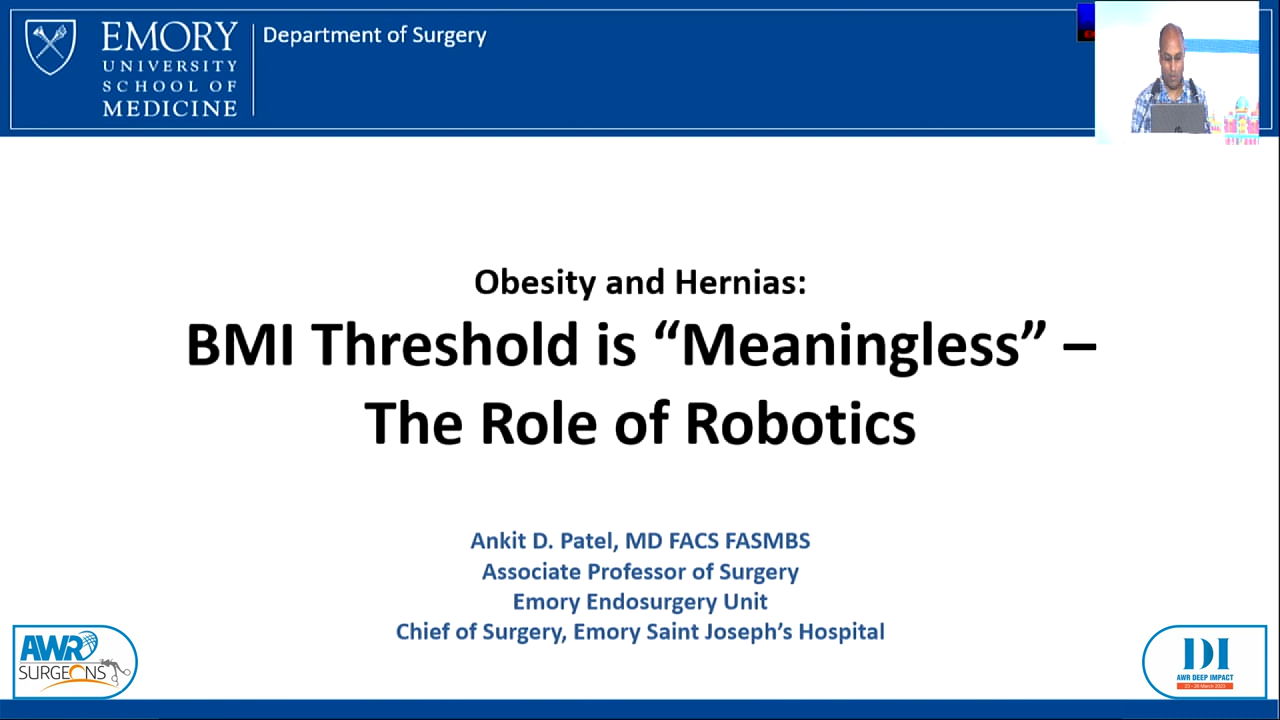 EMORY
UNIVERSITY
SCHOOL OF
MEDICINE
Department of Surgery
Obesity and Hernias:
BMI Threshold is “Meaningless” –
The Role of Robotics
Ankit D. Patel, MD FACS FASMBS
Associate Professor of Surgery
Emory Endosurgery Unit
Chief of Surgery, Emory Saint Joseph’s Hospital
AWR
SURGEONS
DI
AWR DEEP IMPACT